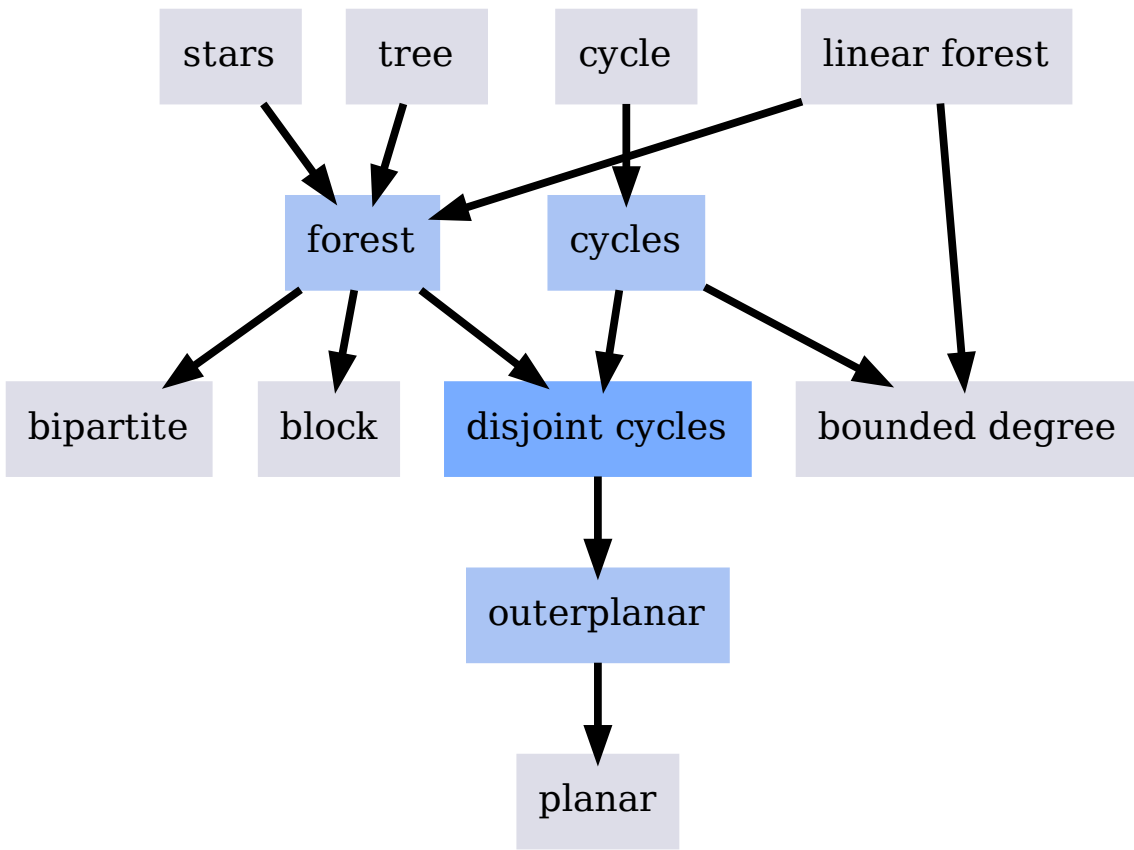 stars
tree
cycle
linear forest
forest
cycles
bipartite
block
disjoint cycles
bounded degree
outerplanar
planar